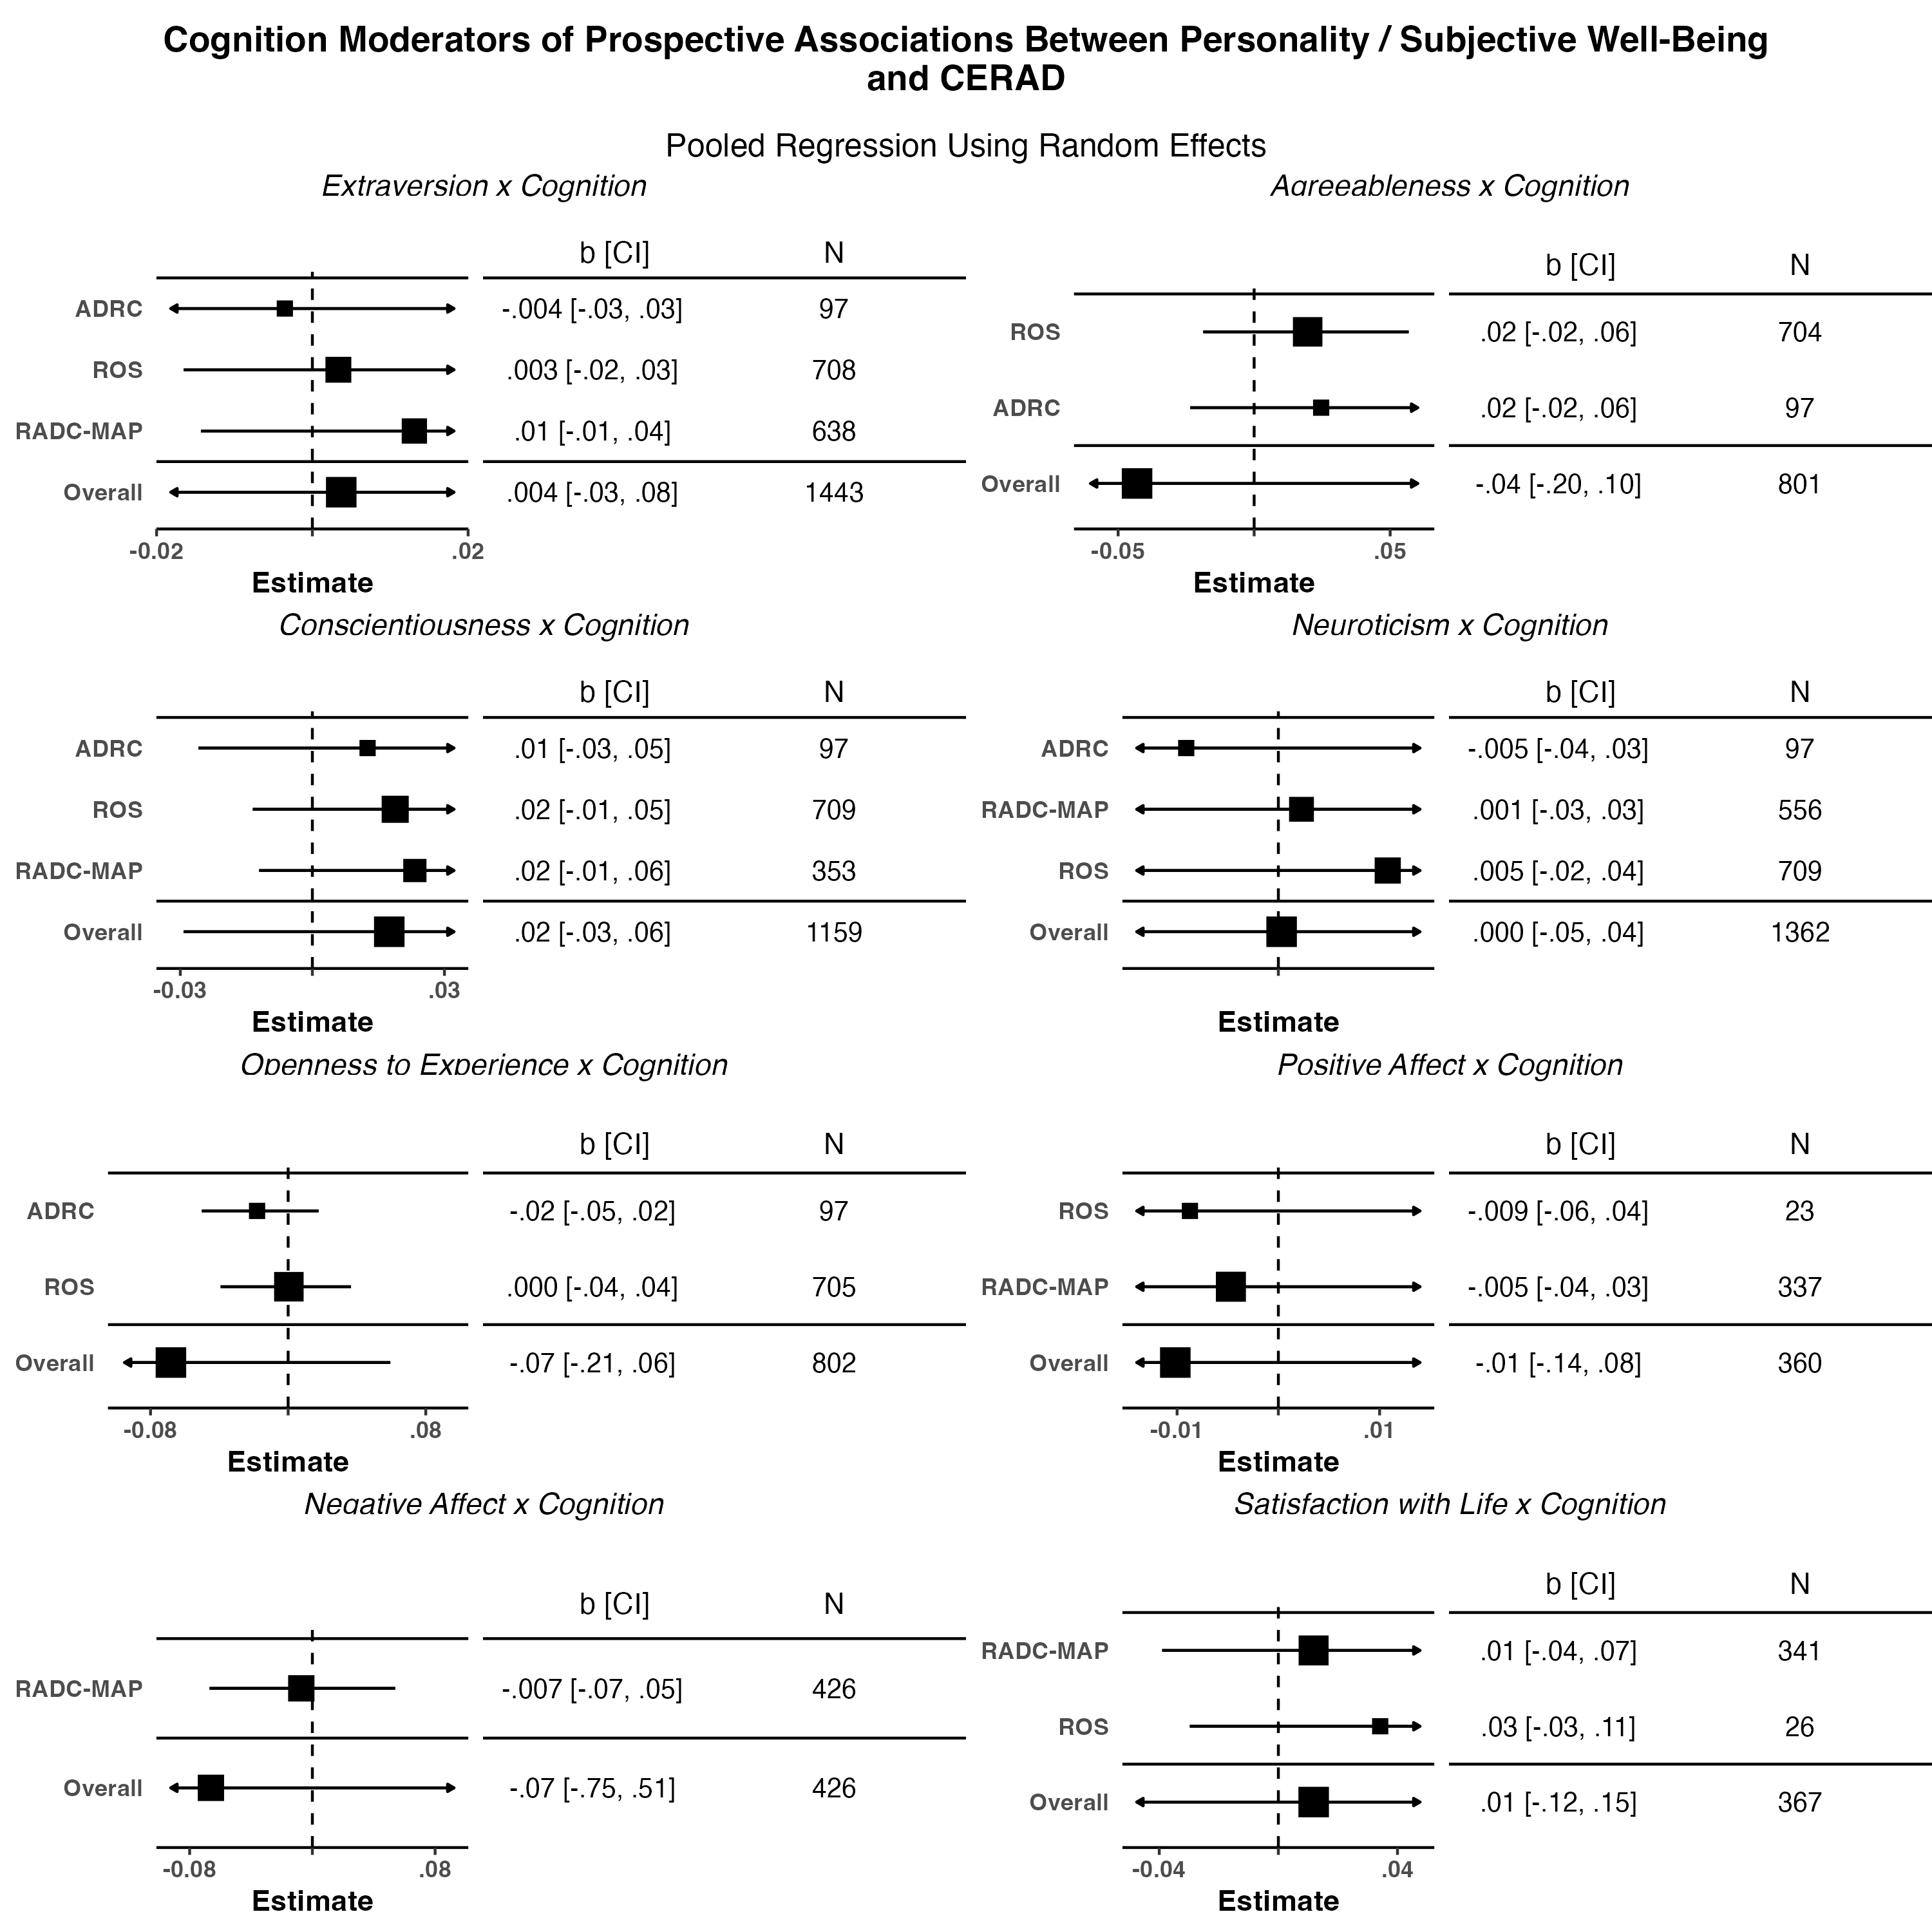 Cognition Moderators of Prospective Associations Between Personality / Subjective Well-Being
and CERAD
Pooled Regression Using Random Effects
Extraversion x Cognition
b [CI] N
ADRC -.004 [-.03, .03] 97
ROS .003 [-.02, .03] 708
RADC-MAP .01 [-.01, .04] 638
Overall .004 [-.03, .08] 1443
-0.02 .02
Estimate
Agreeableness x Cognition
b [CI] N
ROS .02 [-.02, .06] 704
ADRC .02 [-.02, .06] 97
Overall -.04 [-.20, .10] 801
-0.05 .05
Estimate
Conscientiousness x Cognition
b [CI] N
ADRC .01 [-.03, .05] 97
ROS .02 [-.01, .05] 709
RADC-MAP .02 [-.01, .06] 353
Overall .02 [-.03, .06] 1159
-0.03 .03
Estimate
Neuroticism x Cognition
b [CI] N
ADRC -.005 [-.04, .03] 97
RADC-MAP .001 [-.03, .03] 556
ROS .005 [-.02, .04] 709
Overall .000 [-.05, .04] 1362
Estimate
Openness to Experience x Cognition
b [CI] N
ADRC -.02 [-.05, .02] 97
ROS .000 [-.04, .04] 705
Overall -.07 [-.21, .06] 802
-0.08 .08
Estimate
Positive Affect x Cognition
b [CI] N
ROS -.009 [-.06, .04] 23
RADC-MAP -.005 [-.04, .03] 337
Overall -.01 [-.14, .08] 360
-0.01 .01
Estimate
Negative Affect x Cognition
b [CI] N
RADC-MAP -.007 [-.07, .05] 426
Overall -.07 [-.75, .51] 426
-0.08 .08
Estimate
Satisfaction with Life x Cognition
b [CI] N
RADC-MAP .01 [-.04, .07] 341
ROS .03 [-.03, .11] 26
Overall .01 [-.12, .15] 367
-0.04 .04
Estimate